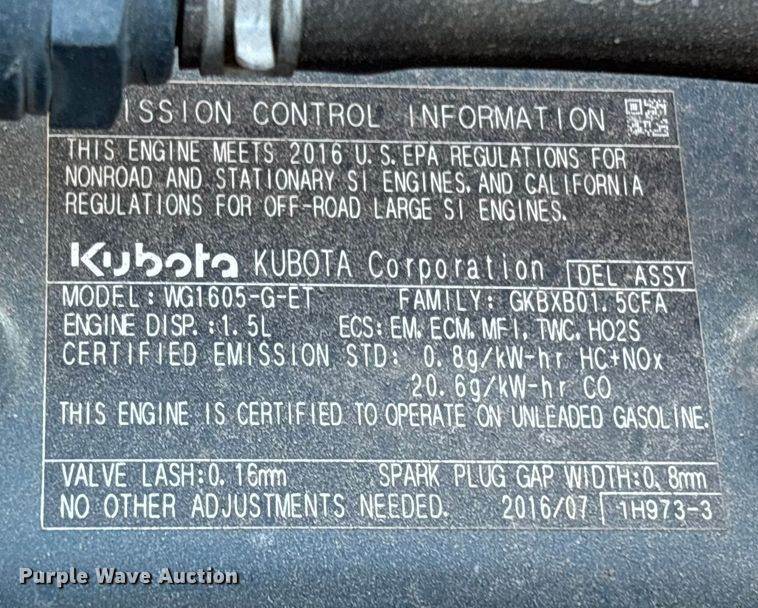 ISSION CONTROL INFORMATION
THIS ENGINE MEETS 2016 U.S.EPA REGULATIONS FOR
NONROAD AND STATIONARY SI ENGINES.AND CALIFORNIA
REGULATIONS FOR OFF-ROAD LARGE SI ENGINES.
Kubota KUBOTA Corporation DEL ASSY
MODEL:WG1605-G-ET FAMILY: GKBXB01.5CFA
ENGINE DISP.:1.5L ECS:EM.ECM.MFI.TWC.HO2S
CERTIFIED EMISSION STD: 0.8g/kW-hr HC+NOx
20.6g/kW-hr CO
THIS ENGINE IS CERTIFIED TO OPERATE ON UNLEADED GASOLINE.
VALVE LASH:0.16mm SPARK PLUG GAP WIDTH:0.8mm
NO OTHER ADJUSTMENTS NEEDED. 2016/07 1H973-3
Purple Wave Auction